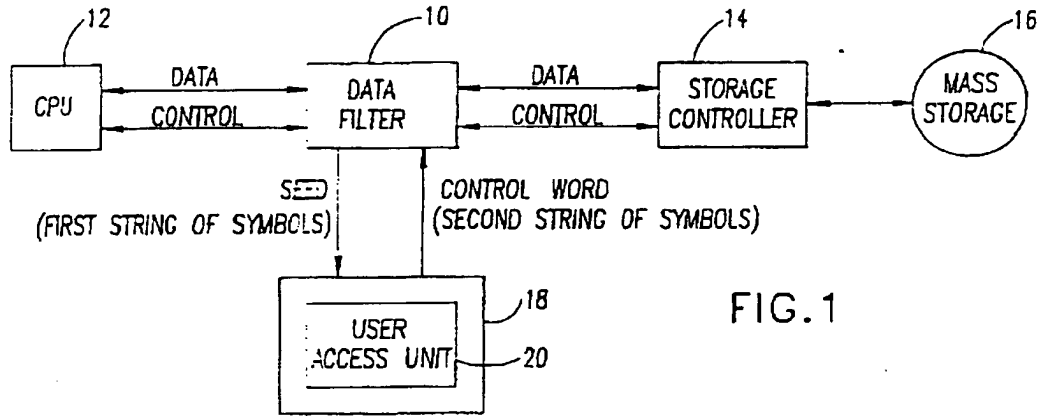 12
10
14
16
CPU
DATA
CONTROL
DATA
FILTER
DATA
CONTROL
STORAGE
CONTROLLER
MASS
STORAGE
SEED
(FIRST STRING OF SYMBOLS)
CONTROL WORD
(SECOND STRING OF SYMBOLS)
18
USER
ACCESS UNIT
20
FIG.1